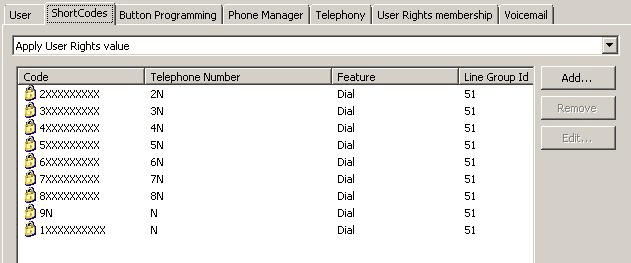 User ShortCodes Button Programming Phone Manager Telephony User Rights membership Voicemail
Apply User Rights value
Code Telephone Number Feature Line Group Id Add...
2XXXXXXXXX 2N Dial 51
3XXXXXXXXX 3N Dial 51 Remove
4XXXXXXXXX 4N Dial 51
5XXXXXXXXX 5N Dial 51 Edit...
6XXXXXXXXX 6N Dial 51
7XXXXXXXXX 7N Dial 51
8XXXXXXXXX 8N Dial 51
9N N Dial 51
1XXXXXXXXXX N Dial 51